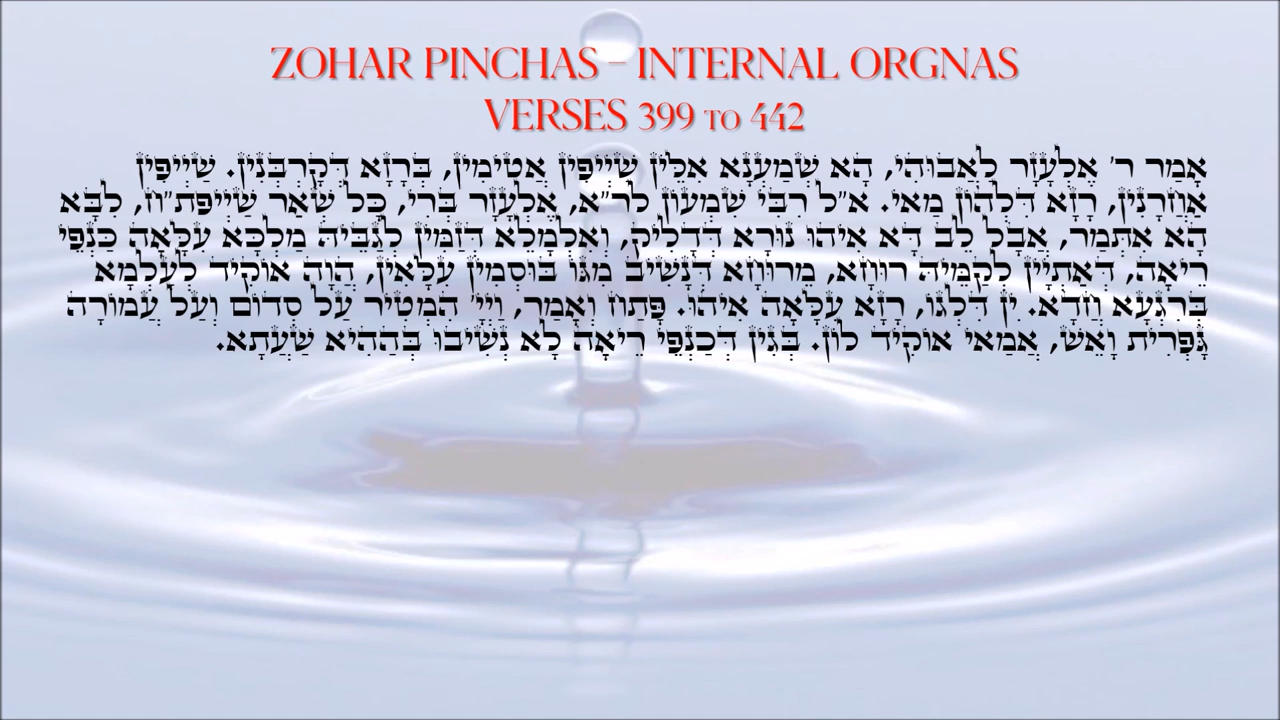 ZOHAR PINCHAS - INTERNAL ORGNAS
VERSES 399 TO 442
אָמַר ר' אֶלְעָזָר לַאֲבוּהִי, הָא שְׁמַעְנָא אִלֵּין שַׁיְיפִין אֲטִימִין, בְּרָזָא דְּקָרְבְּנִין. שַׁיְיפִין
אָחֳרָנִין, רָזָא דִּלְהוֹן מַאי. א"ל רִבִּי שִׁמְעוֹן לר"א, אֶלְעָזָר בְּרִי, כָּל שְׁאַר שַׁיְיפִּת"וֹח, לִבָּא
הָא אִתְּמַר, אֲבָל לֵב דָּא אִיהוּ נוּרָא דְּדָלִיק, וְאִלְמָלֵא דְּזַמִּין לְגַבֵּיהּ מַלְכָּא עִלָּאָה כַּנְפֵי
רֵיאָה, דְּאַתְיָין לְקַמֵּיהּ רוּחָא, מֵרוּחָא דְּנָשִׁיב מִגּוֹ בּוּסְמִין עִלָּאִין, הֲוָה אוֹקִיד לְעָלְמָא
בְּרִגְעָא חֲדָא. יִן דִּלְגוֹ, רָזָא עִלָּאָה אִיהוּ. פָּתַח וְאָמַר, וַיְיָ' הִמְטִיר עַל סְדוֹם וְעַל עֲמוֹרָה
גָּפְרִית וָאֵשׁ, אֲמַאי אוֹקִיד לוֹן. בְּגִין דְּכַנְפֵי רֵיאָה לָא נְשִׁיבוּ בְּהַהִיא שַׁעֲתָא.